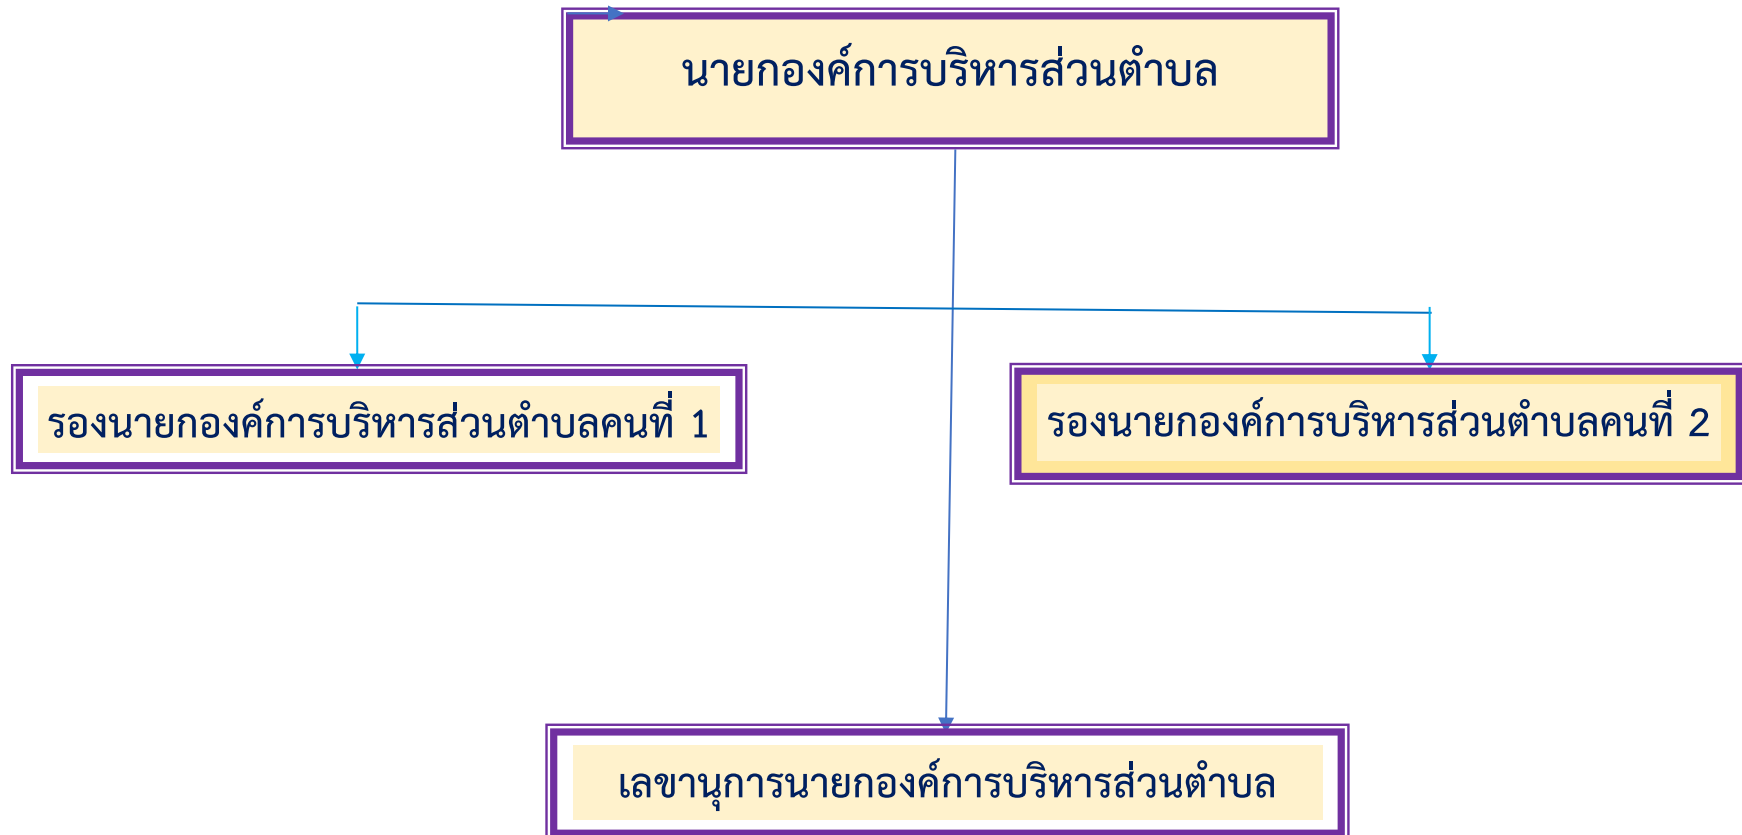 นายกองค์การบริหารส่วนตำบล
รองนายกองค์การบริหารส่วนตำบลคนที่ 1
รองนายกองค์การบริหารส่วนตำบลคนที่ 2
เลขานุการนายกองค์การบริหารส่วนตำบล